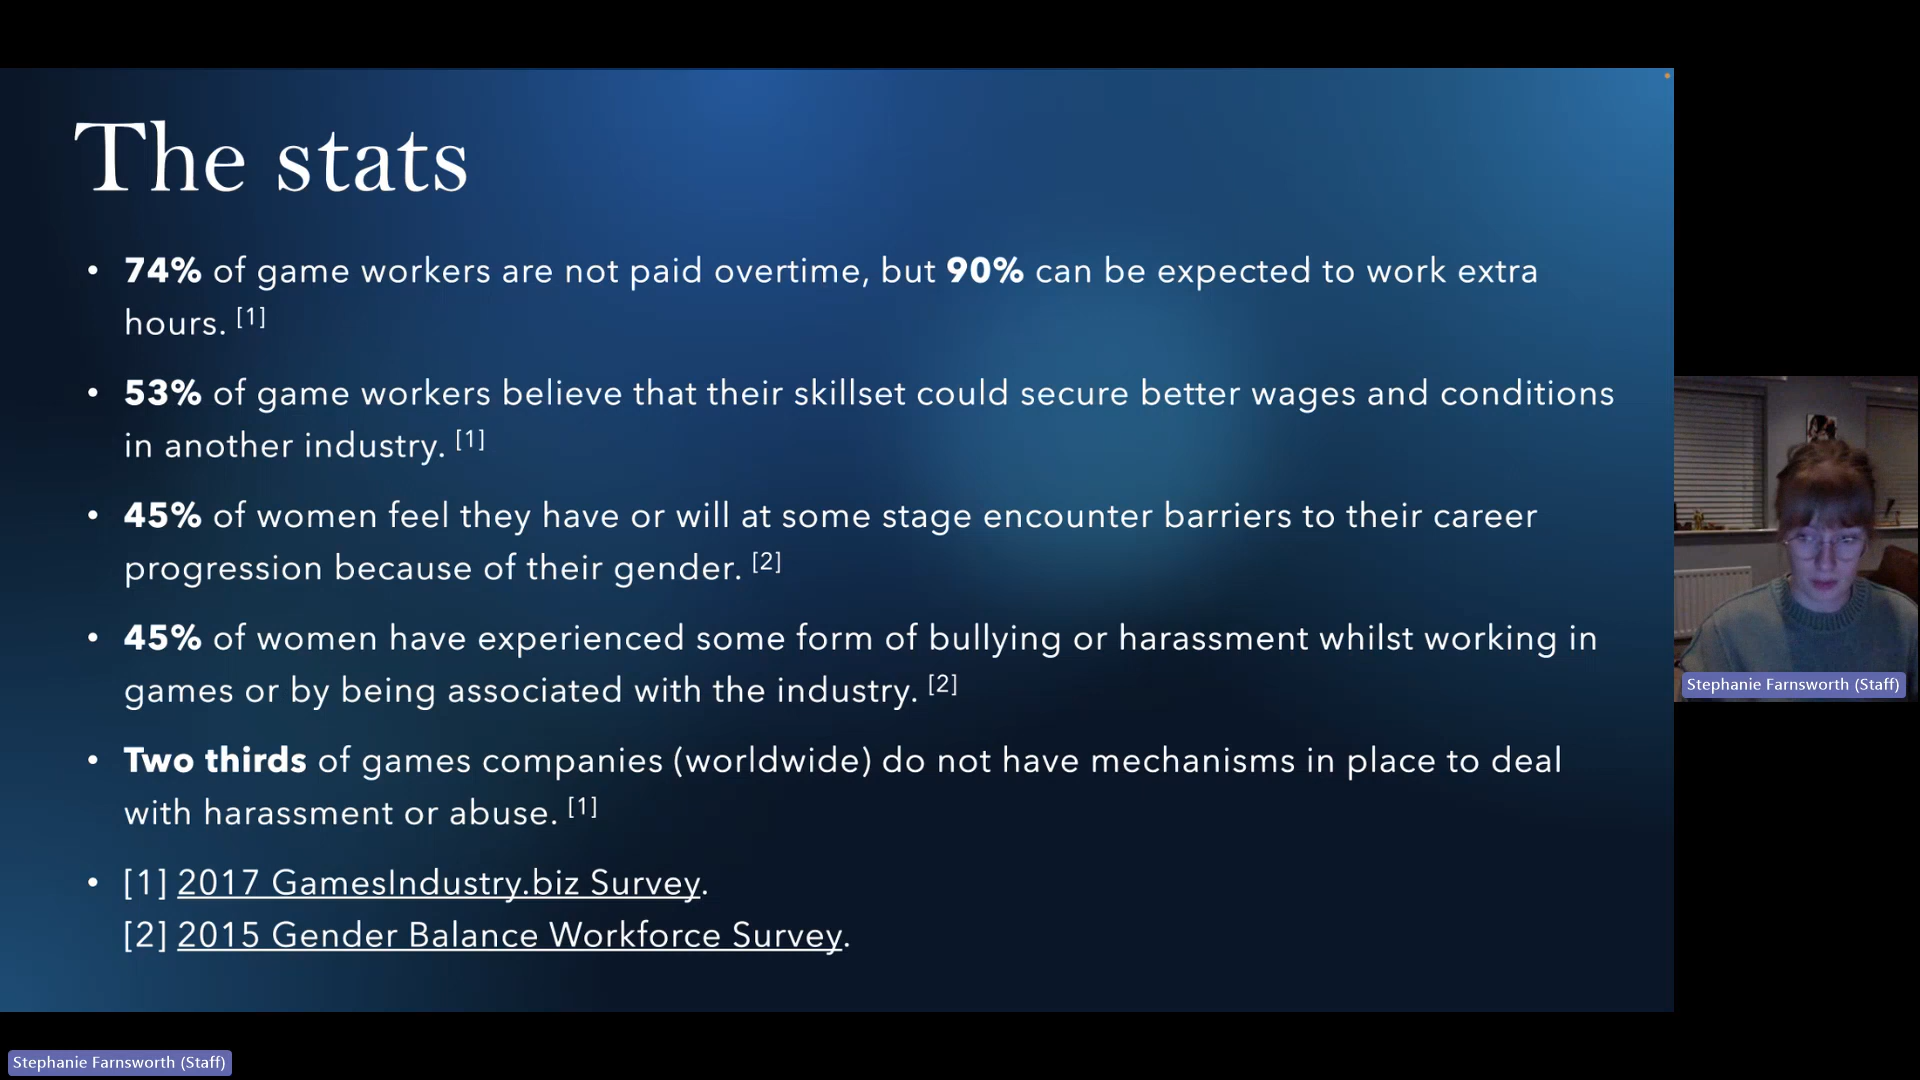 The stats
• 74% of game workers are not paid overtime, but 90% can be expected to work extra
hours. [1]
• 53% of game workers believe that their skillset could secure better wages and conditions
in another industry. [1]
• 45% of women feel they have or will at some stage encounter barriers to their career
progression because of their gender. [2]
• 45% of women have experienced some form of bullying or harassment whilst working in
games or by being associated with the industry. [2]
• Two thirds of games companies (worldwide) do not have mechanisms in place to deal
with harassment or abuse. [1]
• [1] 2017 GamesIndustry.biz Survey.
[2] 2015 Gender Balance Workforce Survey.
Stephanie Farnsworth (Staff)
Stephanie Farnsworth (Staff)